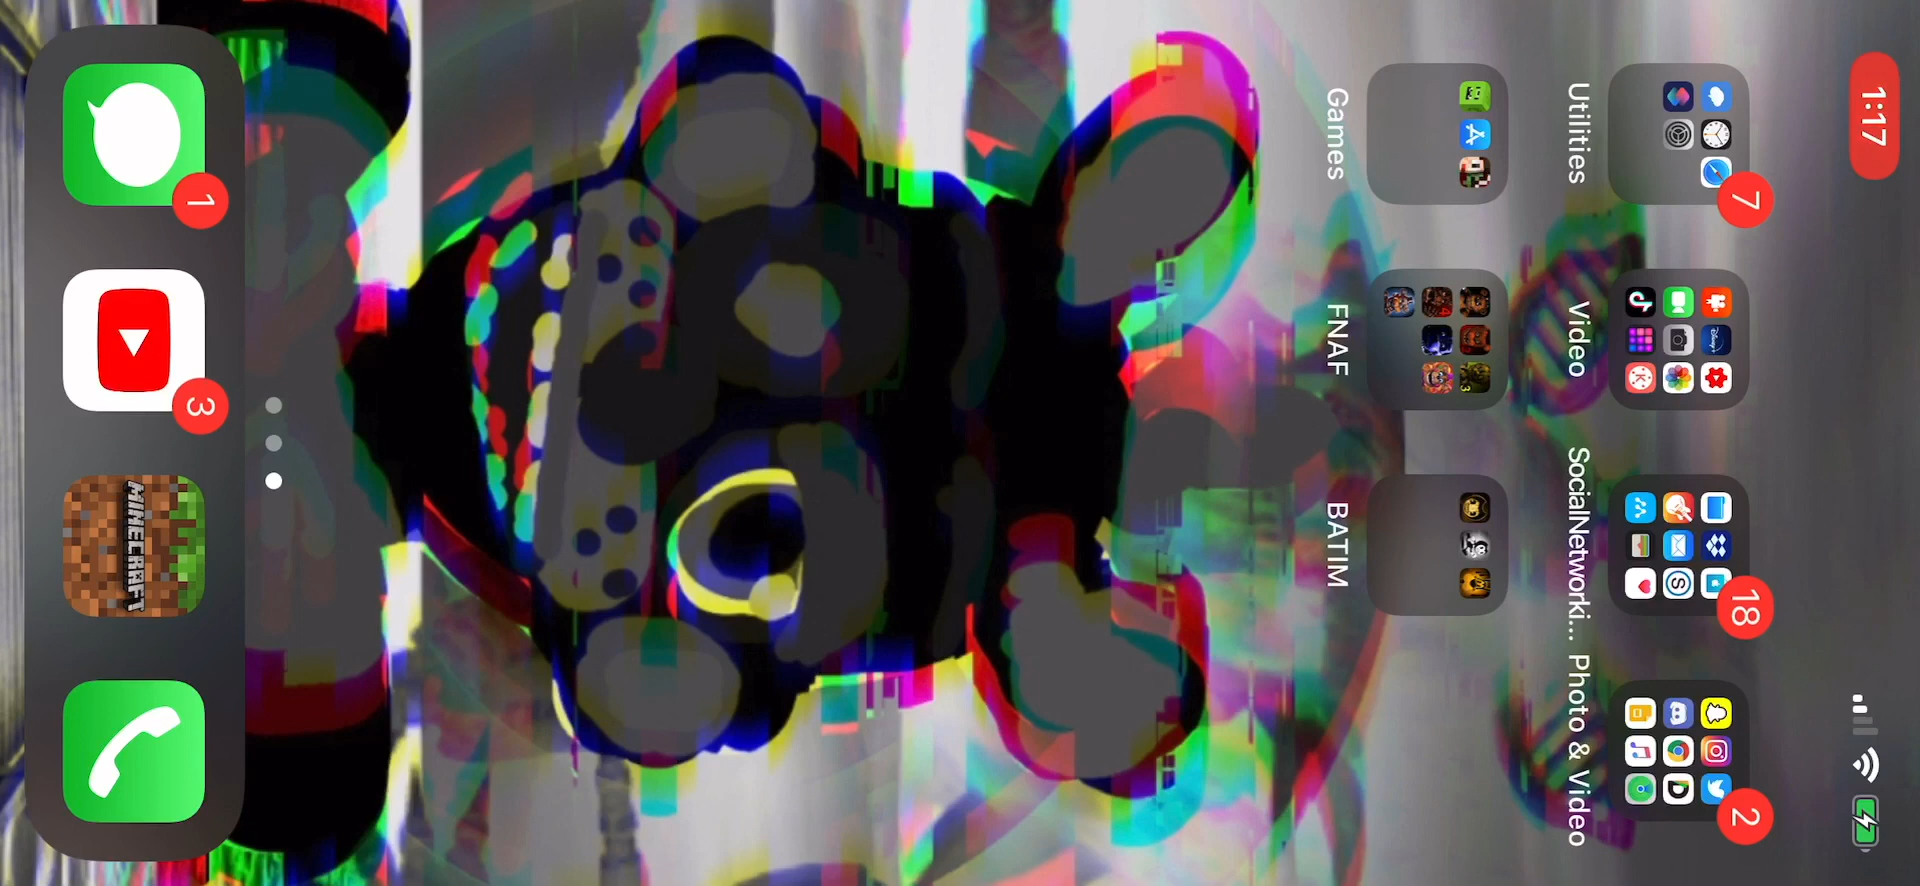 1:17
7
18
2
Utilities
Video
SocialNetworki...
Photo & Video
Games
FNAF
BATIM
1
3
MINECRAFT